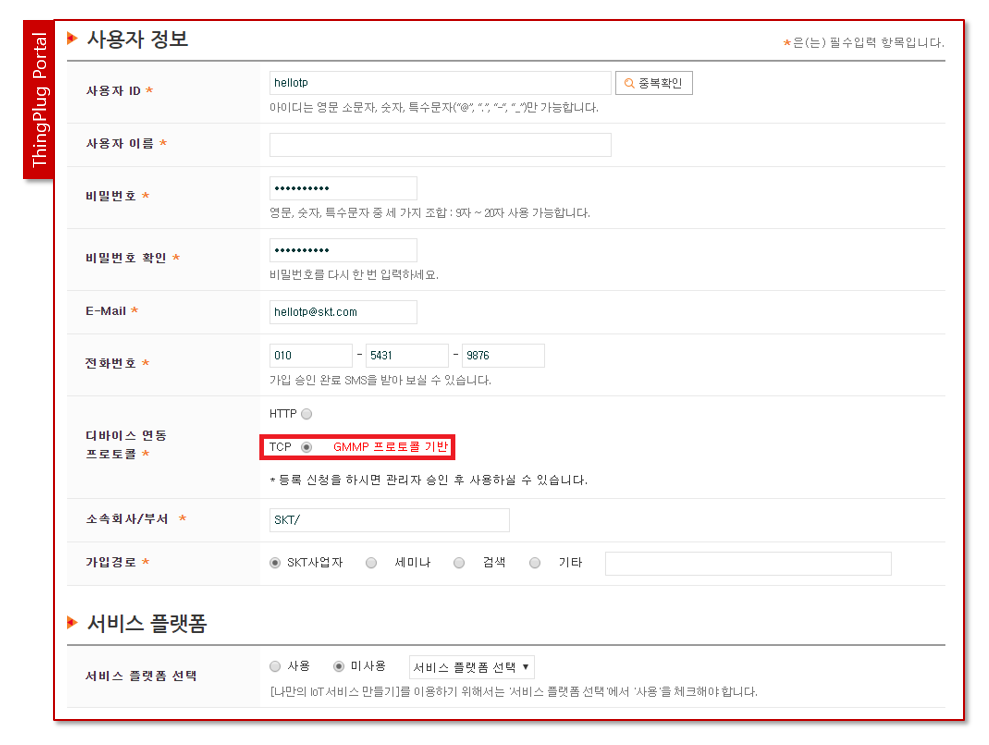 ThingPlug Portal
사용자 정보
*은(는) 필수입력 항목입니다.
사용자 ID *
hellotp
중복확인
아이디는 영문 소문자, 숫자, 특수문자("@", ".", "-", "_")만 가능합니다.
사용자 이름 *
비밀번호 *
••••••••••
영문, 숫자, 특수문자 중 세 가지 조합 : 9자 ~ 20자 사용 가능합니다.
비밀번호 확인 *
••••••••••
비밀번호를 다시 한 번 입력하세요.
E-Mail *
hellotp@skt.com
전화번호 *
010 - 5431 - 9876
가입 승인 완료 SMS을 받아 보실 수 있습니다.
디바이스 연동
프로토콜 *
HTTP
TCP GMMP 프로토콜 기반
* 등록 신청을 하시면 관리자 승인 후 사용하실 수 있습니다.
소속회사/부서 *
SKT/
가입경로 *
SKT사업자 세미나 검색 기타
서비스 플랫폼
서비스 플랫폼 선택
사용 미사용 서비스 플랫폼 선택 ▼
[나만의 IoT 서비스 만들기]를 이용하기 위해서는 '서비스 플랫폼 선택'에서 '사용'을 체크해야 합니다.